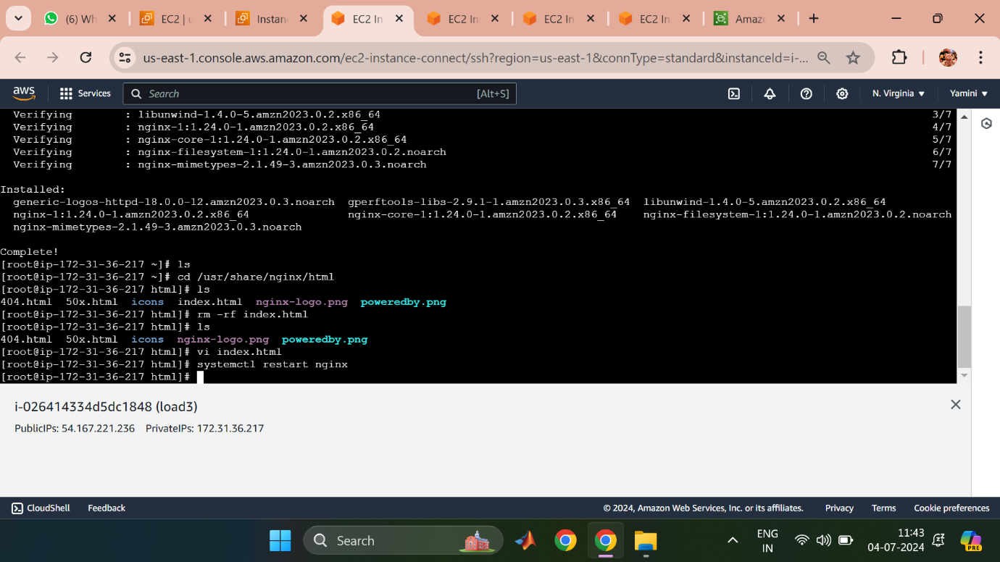 (6) Wh
EC2 | u
Instan
EC2 In
EC2 In
EC2 In
EC2 In
Amaz
us-east-1.console.aws.amazon.com/ec2-instance-connect/ssh?region=us-east-1&connType=standard&instanceId=i-...
aws
Services
Search
[Alt+S]
N. Virginia
Yamini
Verifying : libunwind-1.4.0-5.amzn2023.0.2.x86_64 3/7
Verifying : nginx-1:1.24.0-1.amzn2023.0.2.x86_64 4/7
Verifying : nginx-core-1:1.24.0-1.amzn2023.0.2.x86_64 5/7
Verifying : nginx-filesystem-1:1.24.0-1.amzn2023.0.2.noarch 6/7
Verifying : nginx-mimetypes-2.1.49-3.amzn2023.0.3.noarch 7/7
Installed:
generic-logos-httpd-18.0.0-12.amzn2023.0.3.noarch gperftools-libs-2.9.1-1.amzn2023.0.3.x86_64 libunwind-1.4.0-5.amzn2023.0.2.x86_64
nginx-1:1.24.0-1.amzn2023.0.2.x86_64 nginx-core-1:1.24.0-1.amzn2023.0.2.x86_64 nginx-filesystem-1:1.24.0-1.amzn2023.0.2.noarch
nginx-mimetypes-2.1.49-3.amzn2023.0.3.noarch
Complete!
[root@ip-172-31-36-217 ~]# ls
[root@ip-172-31-36-217 ~]# cd /usr/share/nginx/html
[root@ip-172-31-36-217 html]# ls
404.html 50x.html icons index.html nginx-logo.png poweredby.png
[root@ip-172-31-36-217 html]# rm -rf index.html
[root@ip-172-31-36-217 html]# ls
404.html 50x.html icons nginx-logo.png poweredby.png
[root@ip-172-31-36-217 html]# vi index.html
[root@ip-172-31-36-217 html]# systemctl restart nginx
[root@ip-172-31-36-217 html]#
i-026414334d5dc1848 (load3)
PublicIPs: 54.167.221.236 PrivateIPs: 172.31.36.217
CloudShell
Feedback
© 2024, Amazon Web Services, Inc. or its affiliates.
Privacy
Terms
Cookie preferences
Search
ENG
IN
11:43
04-07-2024
PRE